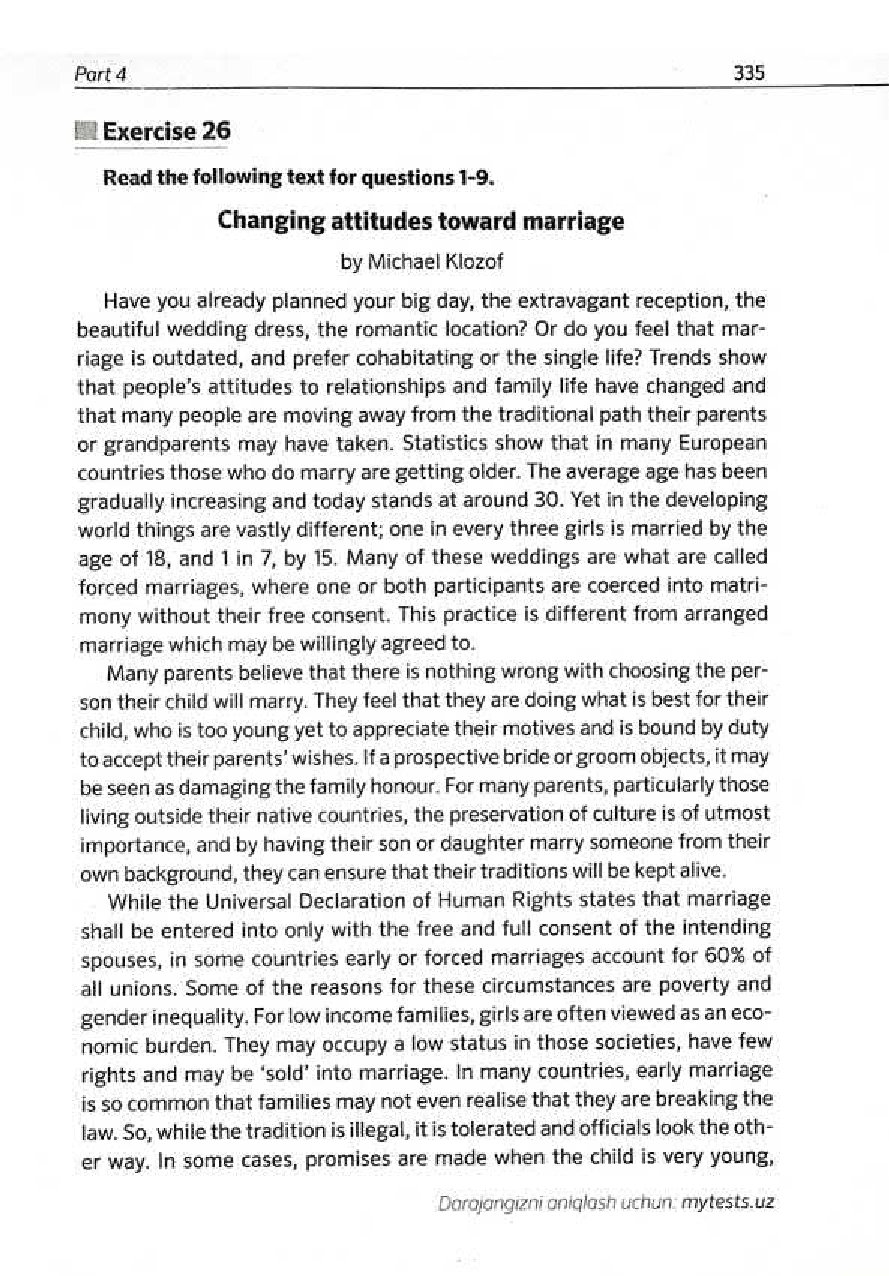 Part 4
335
Exercise 26
Read the following text for questions 1-9.
Changing attitudes toward marriage
by Michael Klozof
Have you already planned your big day, the extravagant reception, the
beautiful wedding dress, the romantic location? Or do you feel that mar-
riage is outdated, and prefer cohabitating or the single life? Trends show
that people's attitudes to relationships and family life have changed and
that many people are moving away from the traditional path their parents
or grandparents may have taken. Statistics show that in many European
countries those who do marry are getting older. The average age has been
gradually increasing and today stands at around 30. Yet in the developing
world things are vastly different; one in every three girls is married by the
age of 18, and 1 in 7, by 15. Many of these weddings are what are called
forced marriages, where one or both participants are coerced into matri-
mony without their free consent. This practice is different from arranged
marriage which may be willingly agreed to.
Many parents believe that there is nothing wrong with choosing the per-
son their child will marry. They feel that they are doing what is best for their
child, who is too young yet to appreciate their motives and is bound by duty
to accept their parents' wishes. If a prospective bride or groom objects, it may
be seen as damaging the family honour. For many parents, particularly those
living outside their native countries, the preservation of culture is of utmost
importance, and by having their son or daughter marry someone from their
own background, they can ensure that their traditions will be kept alive.
While the Universal Declaration of Human Rights states that marriage
shall be entered into only with the free and full consent of the intending
spouses, in some countries early or forced marriages account for 60% of
all unions. Some of the reasons for these circumstances are poverty and
gender inequality. For low income families, girls are often viewed as an eco-
nomic burden. They may occupy a low status in those societies, have few
rights and may be 'sold' into marriage. In many countries, early marriage
is so common that families may not even realise that they are breaking the
law. So, while the tradition is illegal, it is tolerated and officials look the oth-
er way. In some cases, promises are made when the child is very young,
Darajangizni aniqlash uchun: mytests.uz